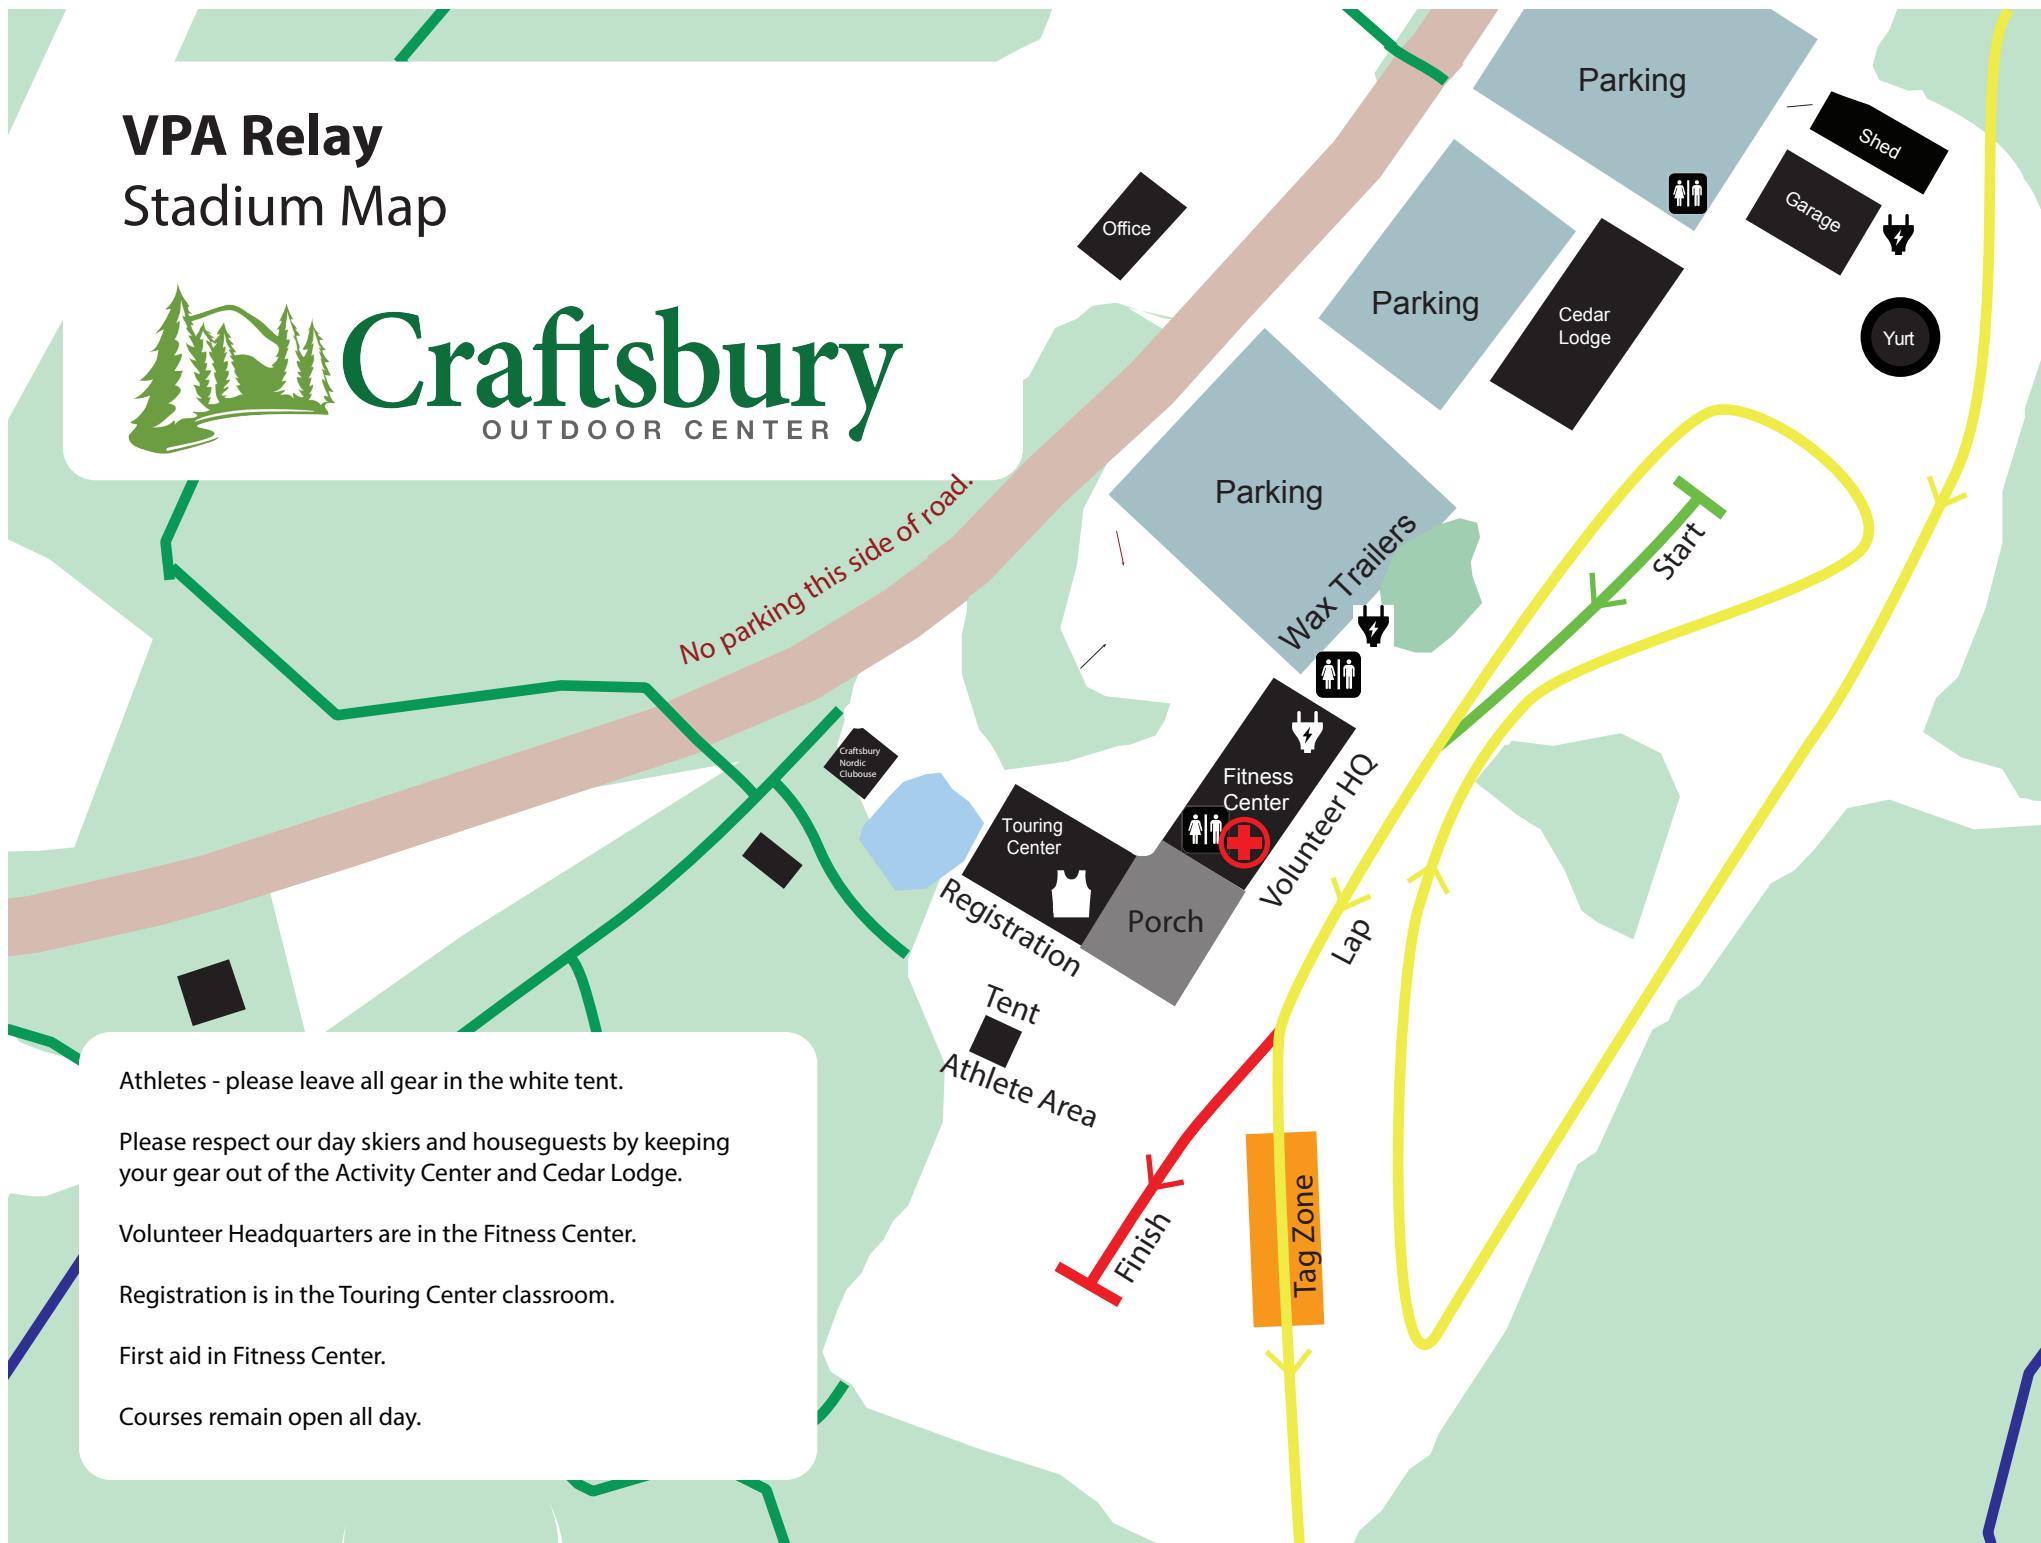 VPA Relay
Stadium Map
Craftsbury
OUTDOOR CENTER
Parking
Shed
Garage
Office
Parking
Cedar
Lodge
Yurt
Parking
No parking this side of road.
Wax Trailers
Start
Craftsbury
Nordic
Clubouse
Fitness
Center
Volunteer HQ
Touring
Center
Registration
Porch
Lap
Tent
Athlete Area
Tag Zone
Finish
Athletes - please leave all gear in the white tent.
Please respect our day skiers and houseguests by keeping
your gear out of the Activity Center and Cedar Lodge.
Volunteer Headquarters are in the Fitness Center.
Registration is in the Touring Center classroom.
First aid in Fitness Center.
Courses remain open all day.